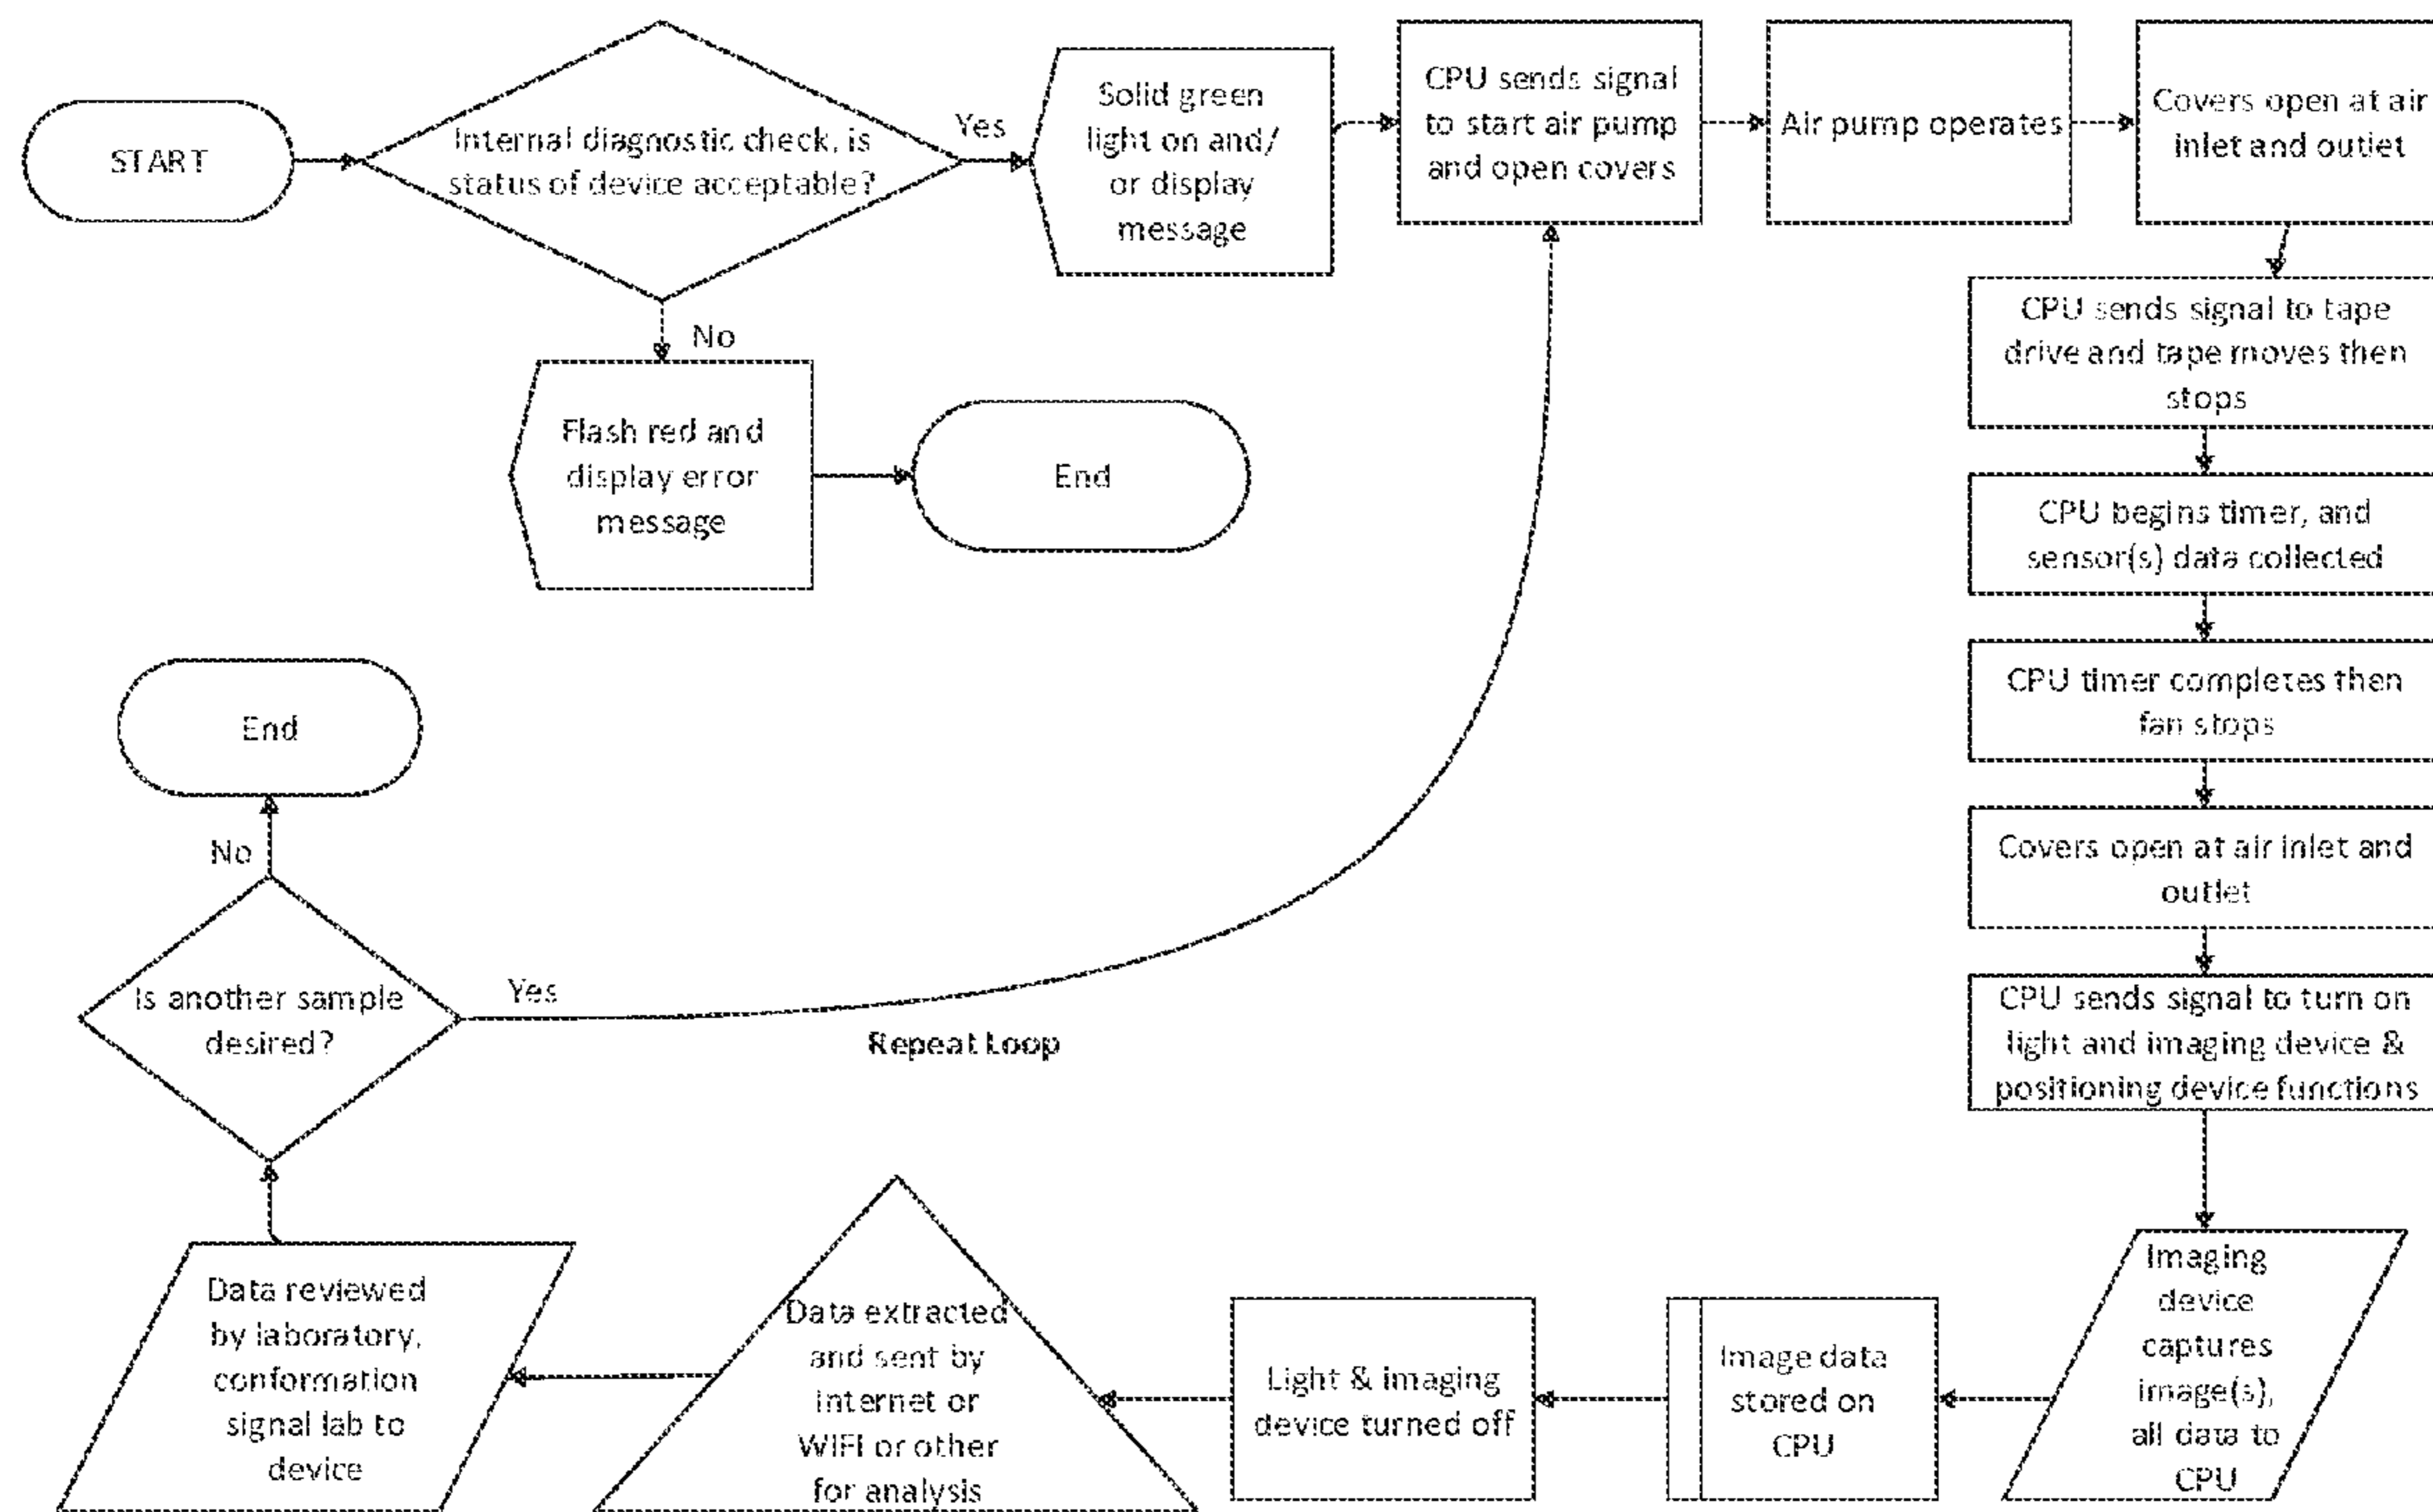 START
Internal diagnostic check, is
status of device acceptable?
Yes
Solid green
light on and/
or display
message
CPU sends signal
to start air pump
and open covers
Air pump operates
Covers open at air
inlet and outlet
No
Flash red and
display error
message
End
CPU sends signal to tape
drive and tape moves then
stops
CPU begins timer, and
sensor(s) data collected
CPU timer completes then
fan stops
Covers open at air inlet and
outlet
CPU sends signal to turn on
light and imaging device &
positioning device functions
Imaging
device
captures
image(s),
all data to
CPU
Image data
stored on
CPU
Light & imaging
device turned off
Data extracted
and sent by
internet or
WIFI or other
for analysis
Data reviewed
by laboratory,
conformation
signal lab to
device
Is another sample
desired?
No
End
Yes
Repeat Loop